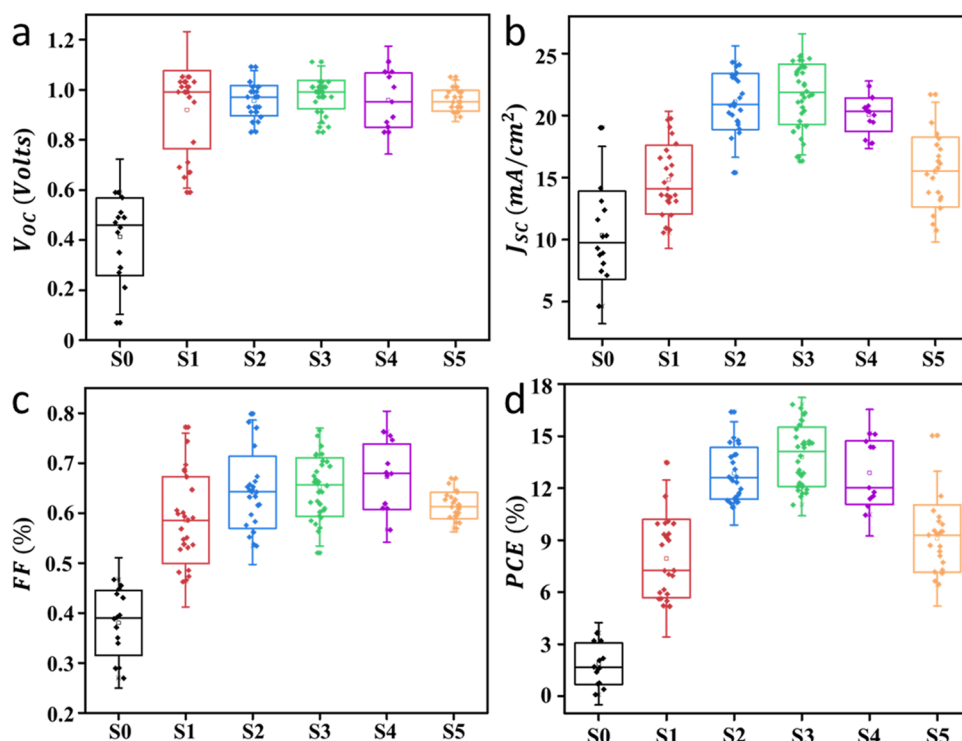 a
V_OC (Volts)
1.2
1.0
0.8
0.6
0.4
0.2
0
S0 S1 S2 S3 S4 S5
b
J_SC (mA/cm²)
25
20
15
10
5
S0 S1 S2 S3 S4 S5
c
FF (%)
0.8
0.7
0.6
0.5
0.4
0.3
0.2
S0 S1 S2 S3 S4 S5
d
PCE (%)
18
15
12
9
6
3
0
S0 S1 S2 S3 S4 S5